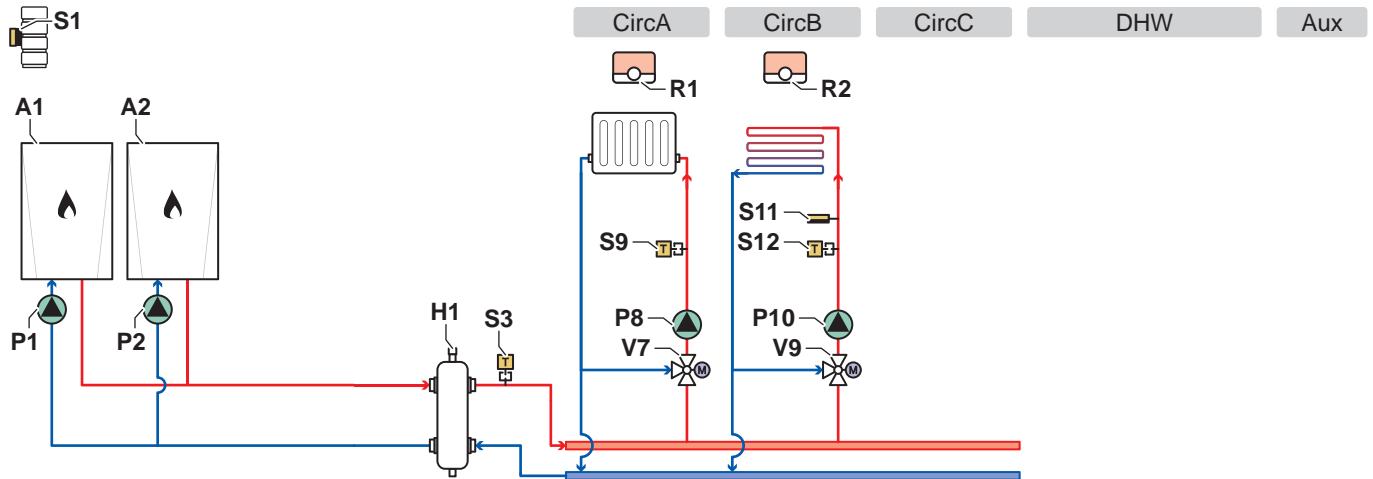 S1
CircA CircB CircC DHW Aux
R1 R2
A1 A2
S11
S9 T S12 T
P1 P2 H1 S3 P8 P10
T V7 V9
M M